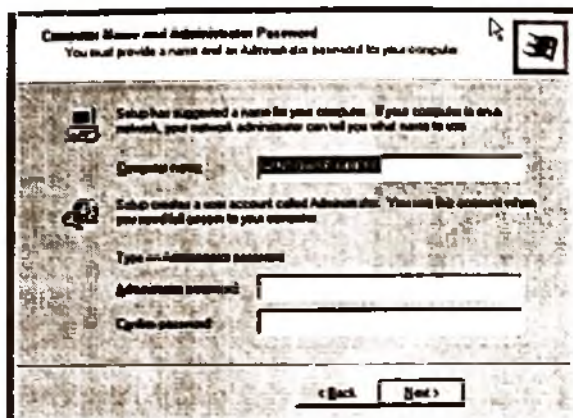 Computer Name and Administrator Password
You must provide a name and an Administrator password for your computer.
Setup has suggested a name for your computer. If your computer is on a
network, your network administrator can tell you what name to use.
Computer name:
Setup creates a user account called Administrator. You use this account when
you need full access to your computer.
Type an Administrator password.
Administrator password:
Confirm password:
< Back Next >